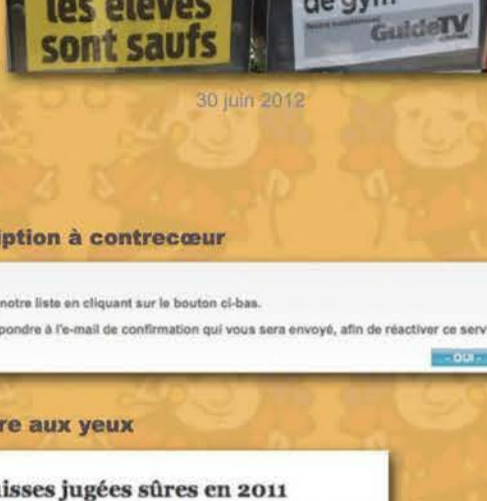 les élèves
sont saufs
de gym
GuideTV
30 juin 2012
iption à contrecœur
notre liste en cliquant sur le bouton ci-bas.
pondre à l'e-mail de confirmation qui vous sera envoyé, afin de réactiver ce serv
- OUI -
re aux yeux
isses jugées sûres en 2011